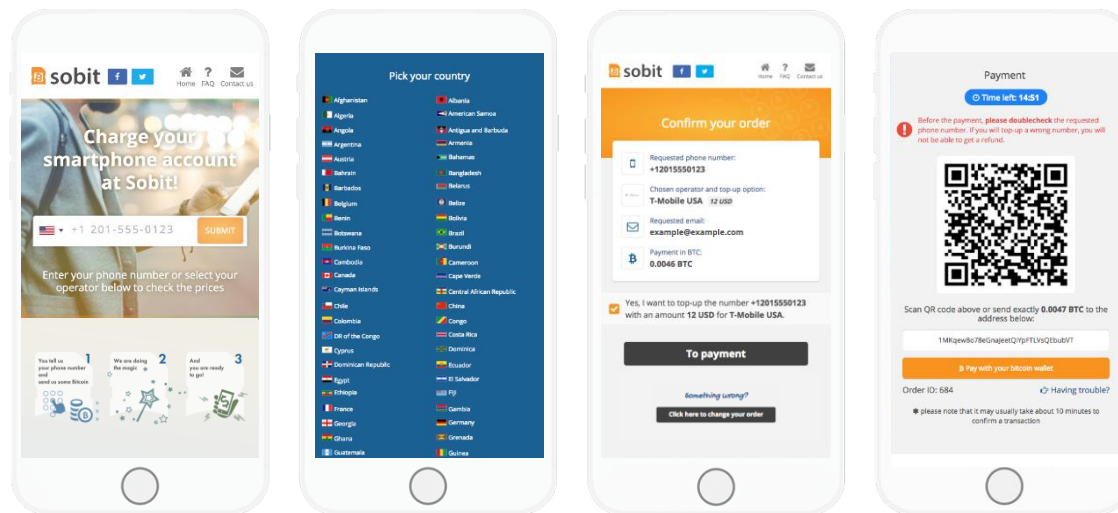 sobit
Home FAQ Contact us
Charge your
smartphone account
at Sobit!
+1 201-555-0123 SUBMIT
Enter your phone number or select your
operator below to check the prices
You tell us
your phone number
and
send us some Bitcoin
1
We are doing
the magic
2
And
you are ready
to go!
3
Pick your country
Afghanistan Albania
Algeria American Samoa
Angola Antigua and Barbuda
Argentina Armenia
Austria Bahamas
Bahrain Bangladesh
Barbados Belarus
Belgium Belize
Benin Bolivia
Botswana Brazil
Burkina Faso Burundi
Cambodia Cameroon
Canada Cape Verde
Cayman Islands Central African Republic
Chile China
Colombia Congo
DR of the Congo Costa Rica
Cyprus Dominica
Dominican Republic Ecuador
Egypt El Salvador
Ethiopia Fiji
France Gambia
Georgia Germany
Ghana Grenada
Guatemala Guinea
sobit
Home FAQ Contact us
Confirm your order
Requested phone number:
+12015550123
Chosen operator and top-up option:
T-Mobile USA 12 USD
Requested email:
example@example.com
Payment in BTC:
0.0046 BTC
Yes, I want to top-up the number +12015550123
with an amount 12 USD for T-Mobile USA.
To payment
Something wrong?
Click here to change your order
Payment
Time left: 14:51
Before the payment, please doublecheck the requested
phone number. If you will top-up a wrong number, you will
not be able to get a refund.
Scan QR code above or send exactly 0.0047 BTC to the
address below:
Pay with your bitcoin wallet
Order ID: 684 Having trouble?
✱ please note that it may usually take about 10 minutes to
confirm a transaction